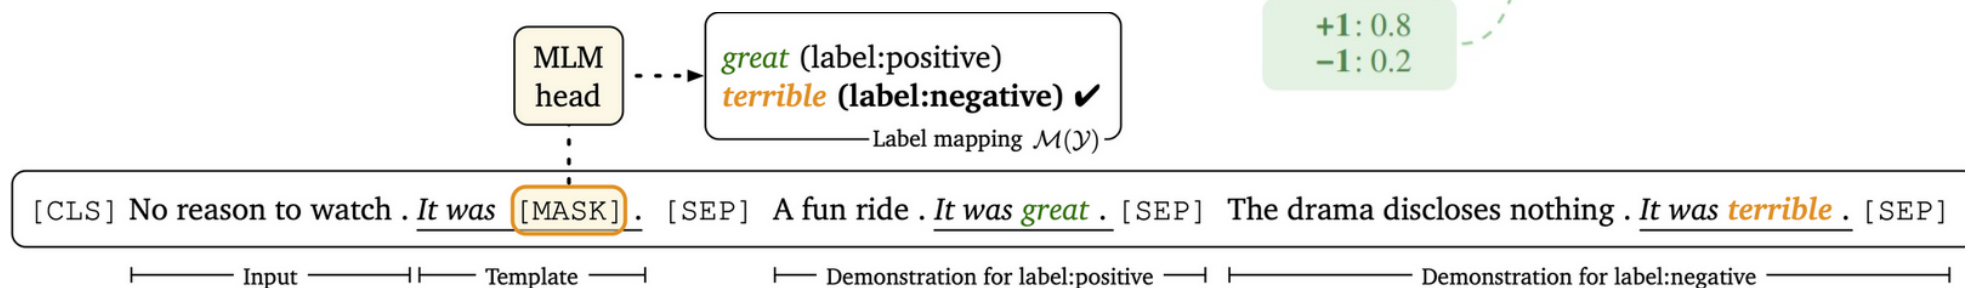 MLM
head
great (label:positive)
terrible (label:negative) ✔
Label mapping ℳ(𝒴)
+1: 0.8
−1: 0.2
[CLS] No reason to watch . It was [MASK] . [SEP] A fun ride . It was great . [SEP] The drama discloses nothing . It was terrible . [SEP]
Input Template Demonstration for label:positive Demonstration for label:negative